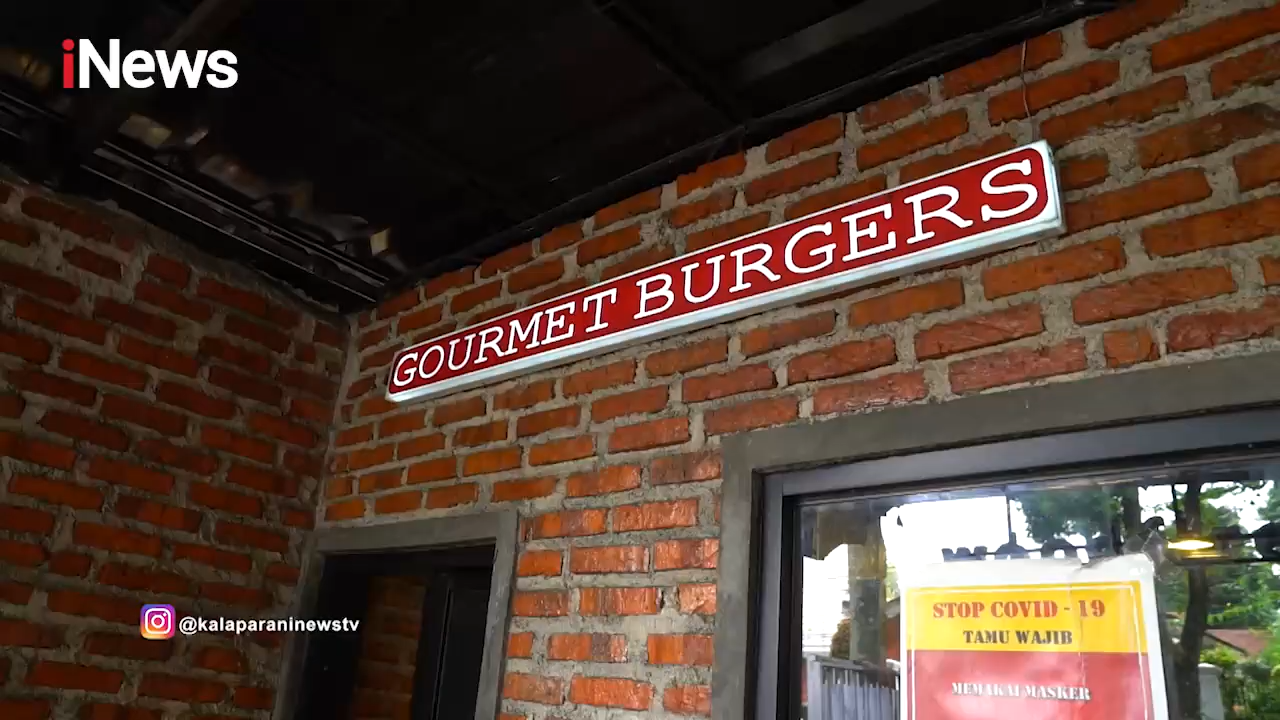 iNews
GOURMET BURGERS
STOP COVID - 19
TAMU WAJIB
MEMAKAI MASKER
@kalaparaninewstv